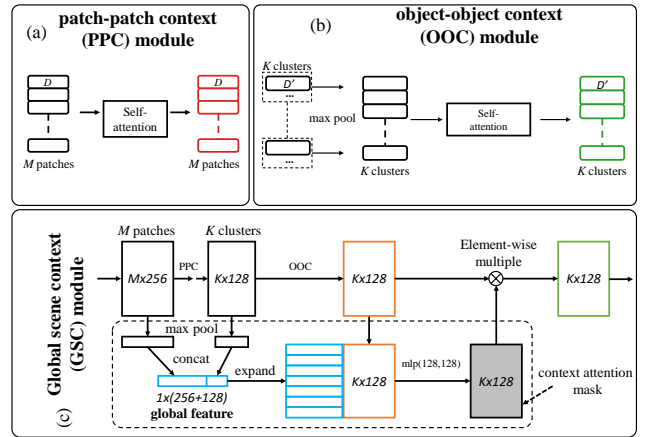 (a)
patch-patch context
(PPC) module
D
Self-
attention
M patches
M patches
(b)
object-object context
(OOC) module
K clusters
D'
...
...
max pool
K clusters
Self-
attention
D'
K clusters
Global scene context
(GSC) module
(c)
M patches
K clusters
Element-wise
multiple
Mx256
PPC
Kx128
OOC
Kx128
Kx128
max pool
concat
1x(256+128)
global feature
expand
Kx128
mlp(128,128)
Kx128
context attention
mask